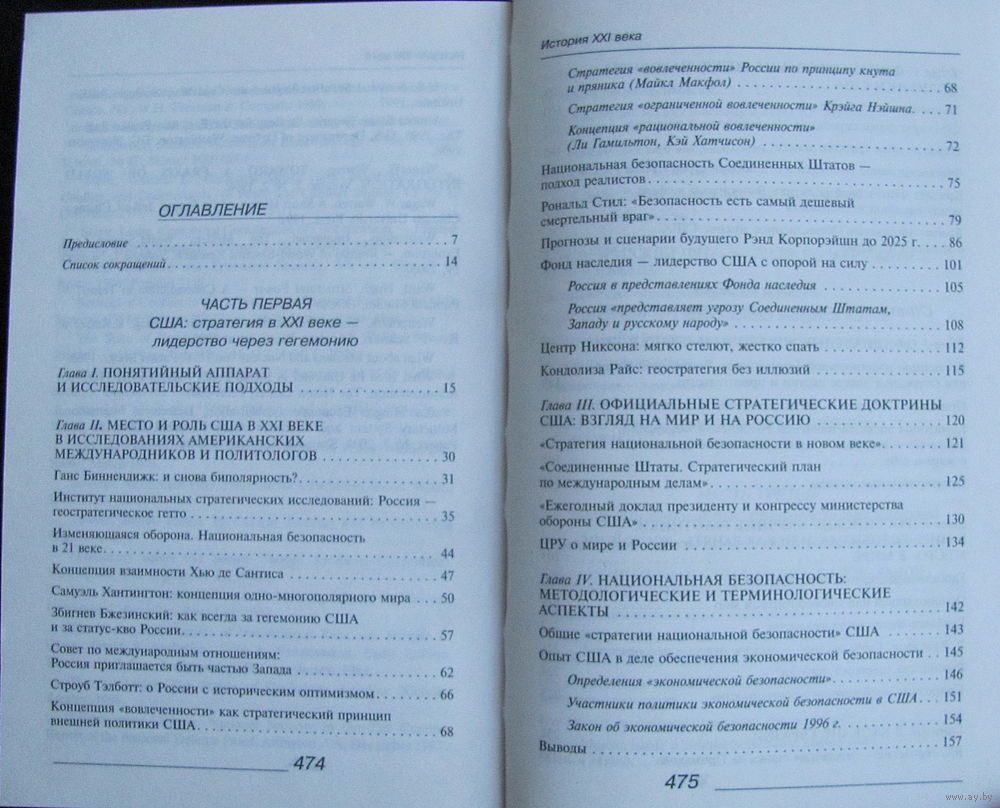 ОГЛАВЛЕНИЕ
Предисловие . . . . . . . . . . 7
Список сокращений . . . . . . . . . . 14
ЧАСТЬ ПЕРВАЯ
США: стратегия в XXI веке —
лидерство через гегемонию
Глава I. ПОНЯТИЙНЫЙ АППАРАТ
И ИССЛЕДОВАТЕЛЬСКИЕ ПОДХОДЫ . . . . . . . . . . 15
Глава II. МЕСТО И РОЛЬ США В XXI ВЕКЕ
В ИССЛЕДОВАНИЯХ АМЕРИКАНСКИХ
МЕЖДУНАРОДНИКОВ И ПОЛИТОЛОГОВ . . . . . . . . . . 30
Ганс Биннендижк: и снова биполярность? . . . . . . . . . . 31
Институт национальных стратегических исследований: Россия —
геостратегическое гетто . . . . . . . . . . 35
Изменяющаяся оборона. Национальная безопасность
в 21 веке . . . . . . . . . . 44
Концепция взаимности Хью де Сантиса . . . . . . . . . . 47
Самуэль Хантингтон: концепция одно-многополярного мира . . . 50
Збигнев Бжезинский: как всегда за гегемонию США
и за статус-кво России . . . . . . . . . . 57
Совет по международным отношениям:
Россия приглашается быть частью Запада . . . . . . . . . . 62
Строуб Тэлботт: о России с историческим оптимизмом . . . . . . . . . . 66
Концепция «вовлеченности» как стратегический принцип
внешней политики США . . . . . . . . . . 68
474
История XXI века
Стратегия «вовлеченности» России по принципу кнута
и пряника (Майкл Макфол) . . . . . . . . . . 68
Стратегия «ограниченной вовлеченности» Крэйга Нэйшна. . . . 71
Концепция «рациональной вовлеченности»
(Ли Гамильтон, Кэй Хатчисон) . . . . . . . . . . 72
Национальная безопасность Соединенных Штатов —
подход реалистов . . . . . . . . . . 75
Рональд Стил: «Безопасность есть самый дешевый
смертельный враг» . . . . . . . . . . 79
Прогнозы и сценарии будущего Рэнд Корпорэйшн до 2025 г. . . . 86
Фонд наследия — лидерство США с опорой на силу . . . . . . . . . . 101
Россия в представлениях Фонда наследия . . . . . . . . . . 105
Россия «представляет угрозу Соединенным Штатам,
Западу и русскому народу» . . . . . . . . . . 108
Центр Никсона: мягко стелют, жестко спать . . . . . . . . . . 112
Кондолиза Райс: геостратегия без иллюзий . . . . . . . . . . 115
Глава III. ОФИЦИАЛЬНЫЕ СТРАТЕГИЧЕСКИЕ ДОКТРИНЫ
США: ВЗГЛЯД НА МИР И НА РОССИЮ . . . . . . . . . . 120
«Стратегия национальной безопасности в новом веке» . . . . . . . . . . 121
«Соединенные Штаты. Стратегический план
по международным делам» . . . . . . . . . . 125
«Ежегодный доклад президенту и конгрессу министерства
обороны США» . . . . . . . . . . 130
ЦРУ о мире и России . . . . . . . . . . 134
Глава IV. НАЦИОНАЛЬНАЯ БЕЗОПАСНОСТЬ:
МЕТОДОЛОГИЧЕСКИЕ И ТЕРМИНОЛОГИЧЕСКИЕ
АСПЕКТЫ . . . . . . . . . . 142
Общие «стратегии национальной безопасности» США . . . . . . . . . . 143
Опыт США в деле обеспечения экономической безопасности . . . 145
Определения «экономической безопасности» . . . . . . . . . . 146
Участники политики экономической безопасности в США . . . 151
Закон об экономической безопасности 1996 г. . . . . . . . . . . 154
Выводы . . . . . . . . . . 157
475
www.ay.by